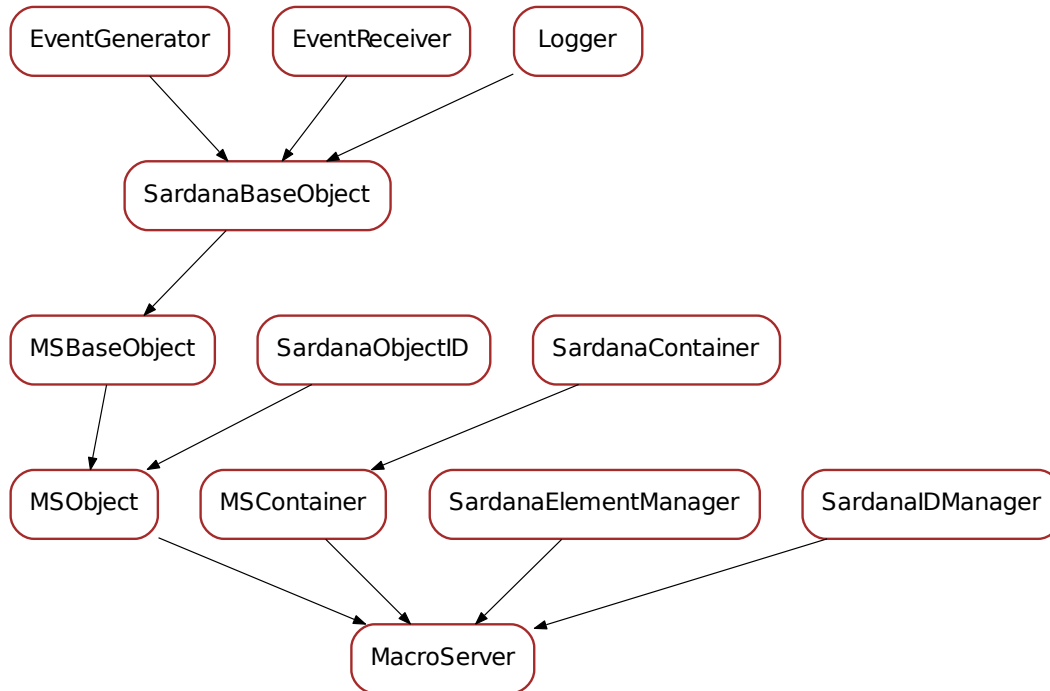 EventGenerator
EventReceiver
Logger
SardanaBaseObject
MSBaseObject
SardanaObjectID
SardanaContainer
MSObject
MSContainer
SardanaElementManager
SardanaIDManager
MacroServer